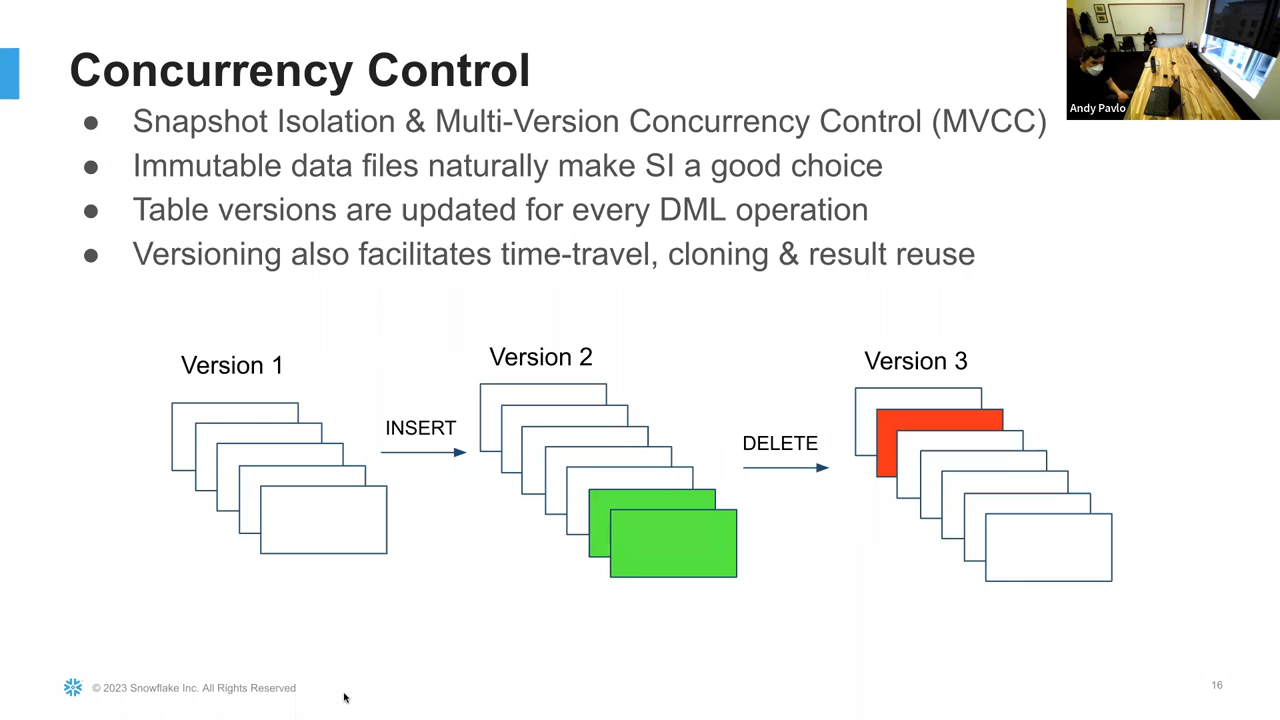 Concurrency Control
● Snapshot Isolation & Multi-Version Concurrency Control (MVCC)
● Immutable data files naturally make SI a good choice
● Table versions are updated for every DML operation
● Versioning also facilitates time-travel, cloning & result reuse
Andy Pavlo
Version 1
INSERT
Version 2
DELETE
Version 3
© 2023 Snowflake Inc. All Rights Reserved
16